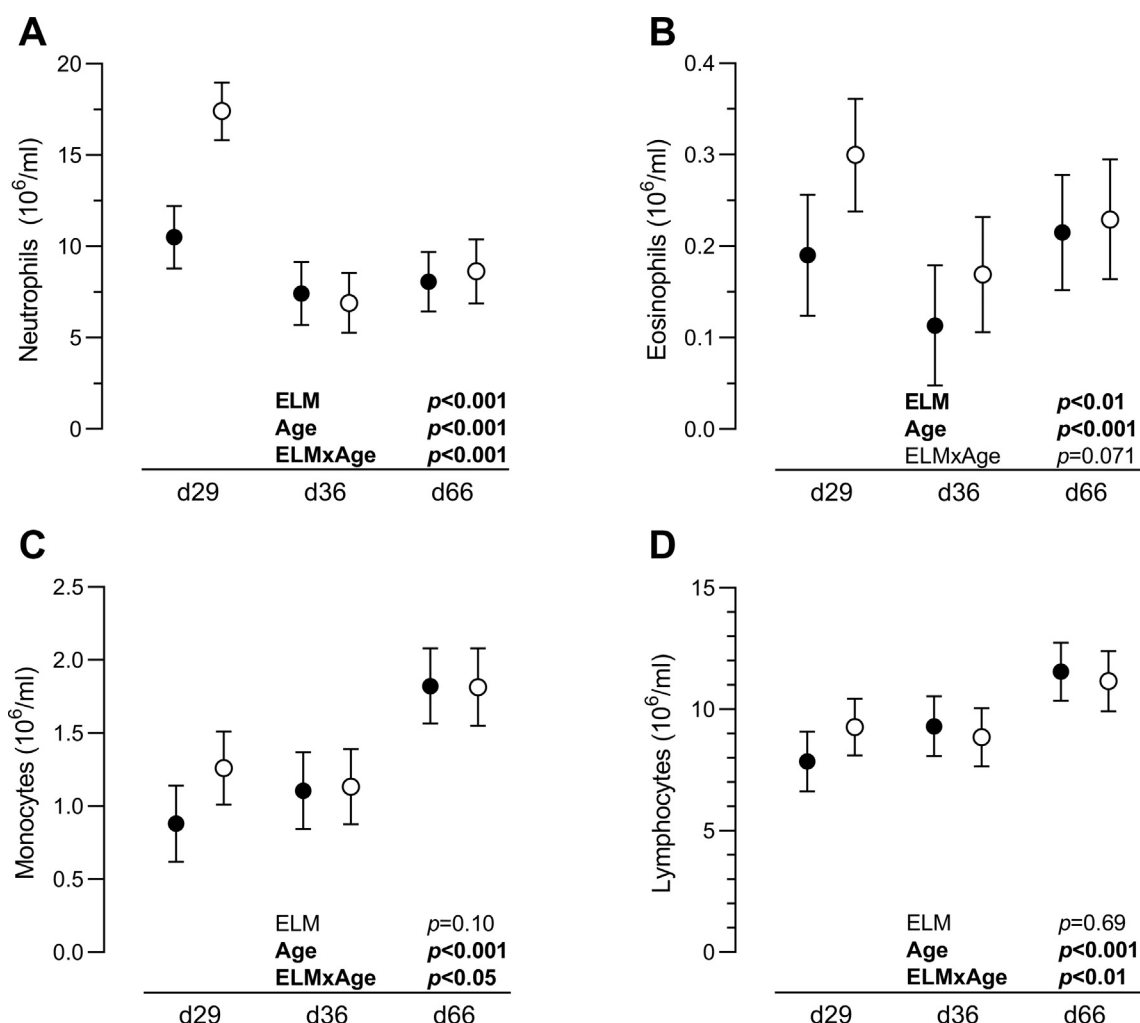 A
Neutrophils (10⁶/ml)
20
15
10
5
0
ELM p<0.001
Age p<0.001
ELMxAge p<0.001
d29 d36 d66
B
Eosinophils (10⁶/ml)
0.4
0.3
0.2
0.1
0.0
ELM p<0.01
Age p<0.001
ELMxAge p=0.071
d29 d36 d66
C
Monocytes (10⁶/ml)
2.5
2.0
1.5
1.0
0.5
0.0
ELM p=0.10
Age p<0.001
ELMxAge p<0.05
d29 d36 d66
D
Lymphocytes (10⁶/ml)
15
10
5
0
ELM p=0.69
Age p<0.001
ELMxAge p<0.01
d29 d36 d66